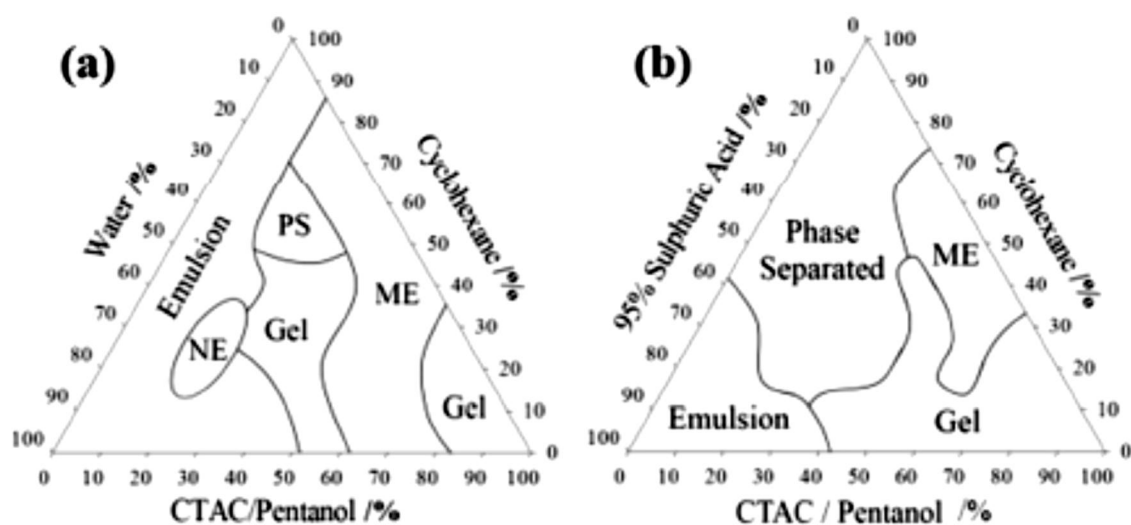 (a)
0
10
20
30
40
50
60
70
80
90
100
Water /%
100
90
80
70
60
50
40
30
20
10
0
Cyclohexane /%
0 10 20 30 40 50 60 70 80 90 100
CTAC/Pentanol /%
Emulsion
PS
ME
NE
Gel
Gel
(b)
0
10
20
30
40
50
60
70
80
90
100
95% Sulphuric Acid /%
100
90
80
70
60
50
40
30
20
10
0
Cyclohexane /%
0 10 20 30 40 50 60 70 80 90 100
CTAC / Pentanol /%
Phase
Separated
ME
Emulsion
Gel